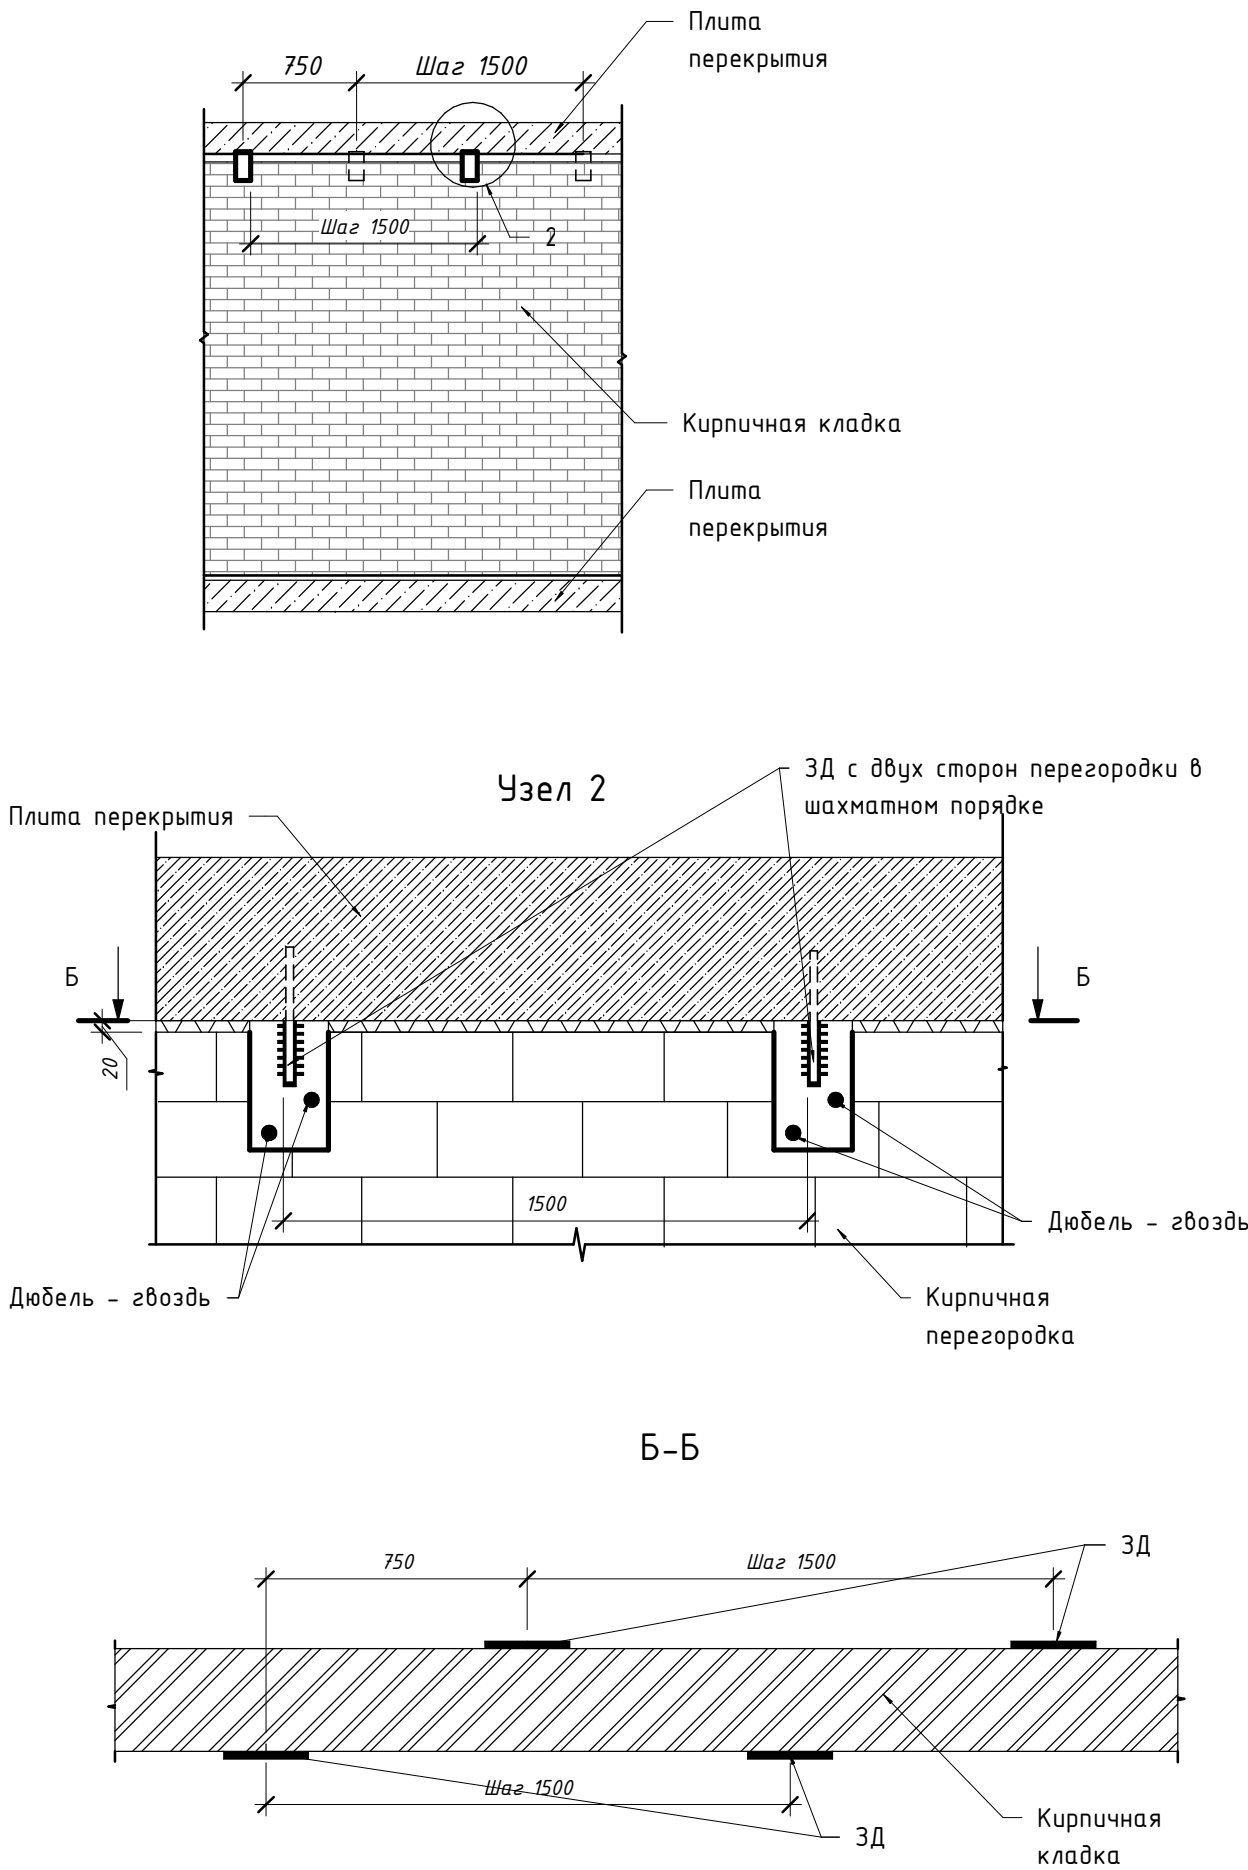 Плита
перекрытия
750
Шаг 1500
Шаг 1500
2
Кирпичная кладка
Плита
перекрытия
Узел 2
ЗД с двух сторон перегородки в
шахматном порядке
Плита перекрытия
Б
Б
20
1500
Дюбель - гвоздь
Дюбель - гвоздь
Кирпичная
перегородка
Б-Б
750
Шаг 1500
ЗД
Шаг 1500
ЗД
Кирпичная
кладка